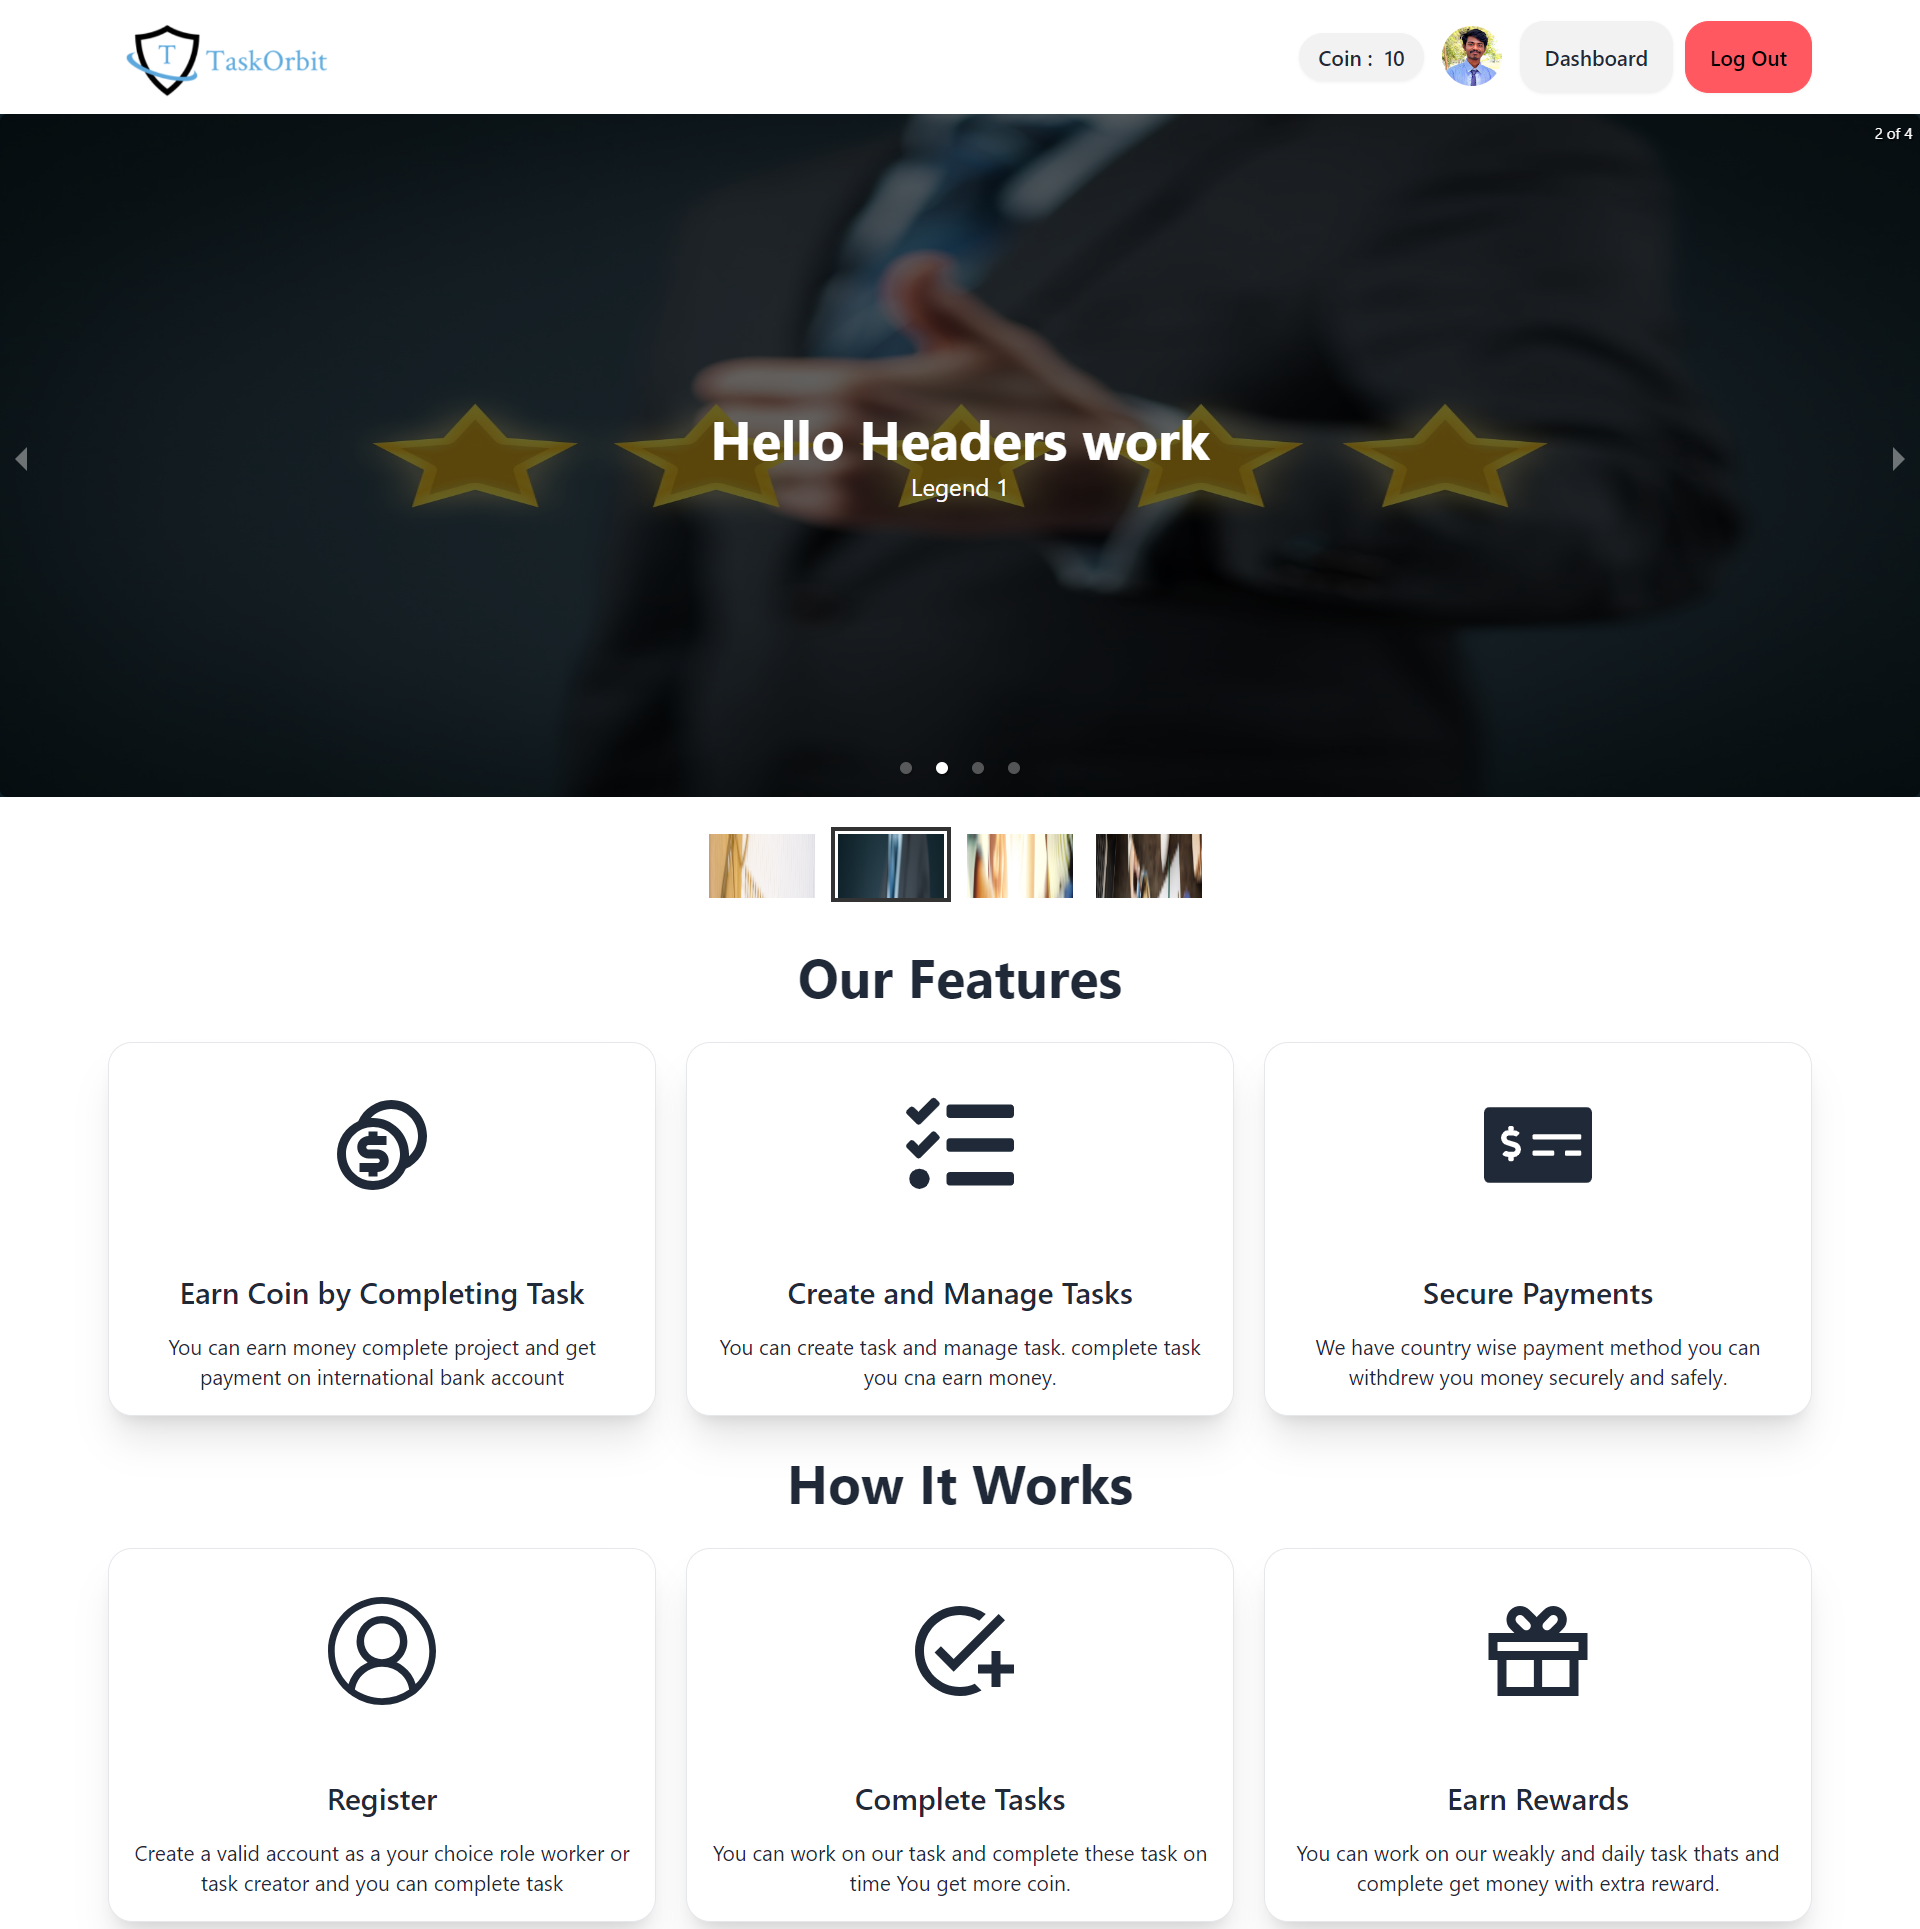 T TaskOrbit
Coin : 10
Dashboard
Log Out
2 of 4
Hello Headers work
Legend 1
Our Features
Earn Coin by Completing Task
You can earn money complete project and get
payment on international bank account
Create and Manage Tasks
You can create task and manage task. complete task
you cna earn money.
Secure Payments
We have country wise payment method you can
withdrew you money securely and safely.
How It Works
Register
Create a valid account as a your choice role worker or
task creator and you can complete task
Complete Tasks
You can work on our task and complete these task on
time You get more coin.
Earn Rewards
You can work on our weakly and daily task thats and
complete get money with extra reward.